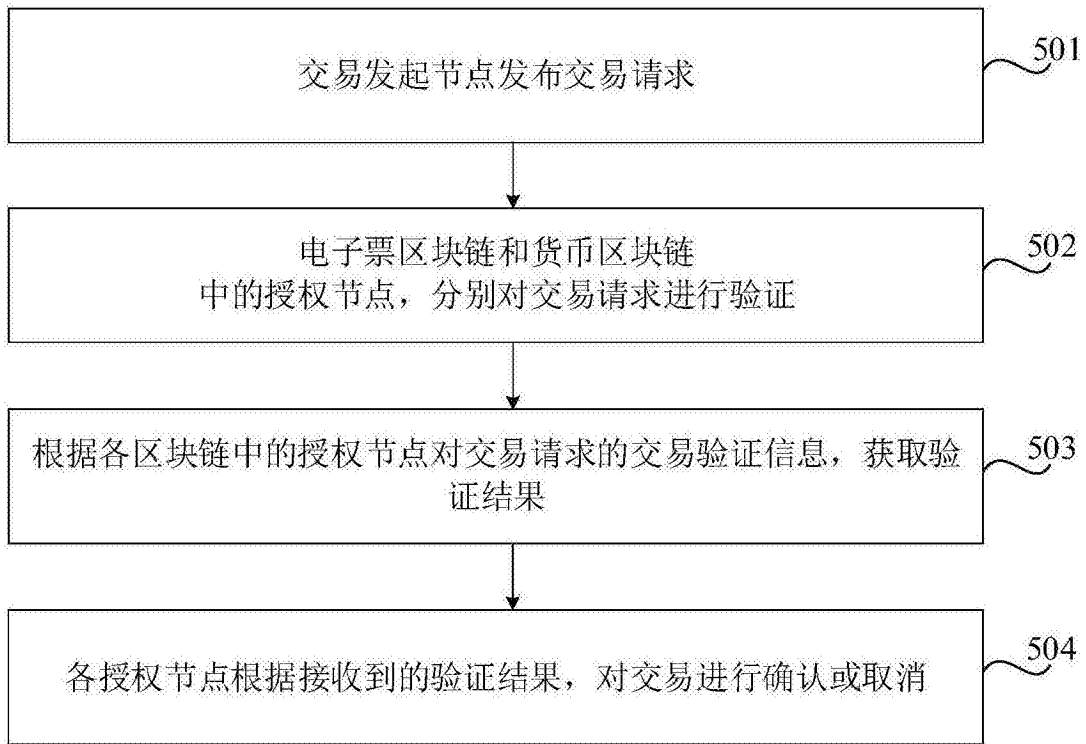 交易发起节点发布交易请求
501
电子票区块链和货币区块链
中的授权节点，分别对交易请求进行验证
502
根据各区块链中的授权节点对交易请求的交易验证信息，获取验
证结果
503
各授权节点根据接收到的验证结果，对交易进行确认或取消
504